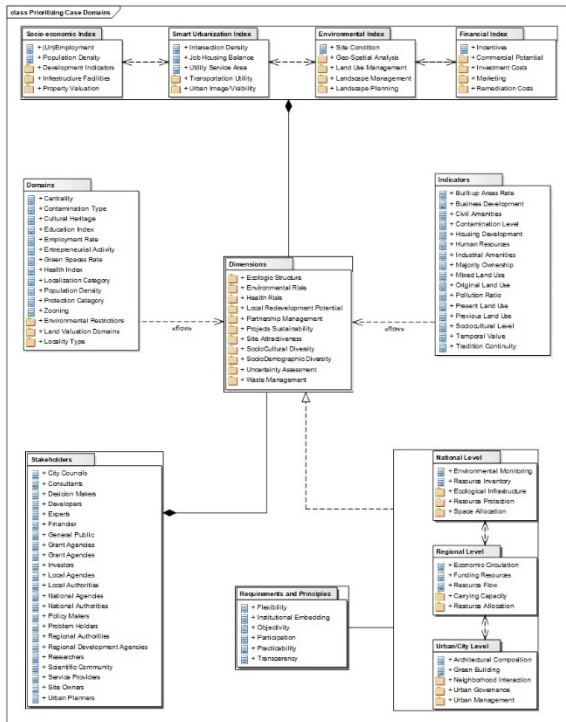 class Prioritizing Case Domains
Socio-economic Index
+ (Un)Employment
+ Population Density
+ Development Indicators
+ Infrastructure Facilities
+ Property Valuation
Smart Urbanization Index
+ Intersection Density
+ Job Housing Balance
+ Utility Service Area
+ Transportation Utility
+ Urban Image/Visibility
Environmental Index
+ Site Condition
+ Geo-Spatial Analysis
+ Land Use Management
+ Landscape Management
+ Landscape Planning
Financial Index
+ Incentives
+ Commercial Potential
+ Investment Costs
+ Marketing
+ Remediation Costs
Domains
+ Centrality
+ Contamination Type
+ Cultural Heritage
+ Education Index
+ Employment Rate
+ Entrepreneurial Activity
+ Green Spaces Rate
+ Health Index
+ Localization Category
+ Population Density
+ Protection Category
+ Zooning
+ Environmental Restrictions
+ Land Valuation Domains
+ Locality Type
«flow»
Dimensions
+ Ecologic Structure
+ Environmental Risks
+ Health Risks
+ Local Redevelopment Potential
+ Partnership Management
+ Projects Sustainability
+ Site Attractiveness
+ SocioCultural Diversity
+ SocioDemographic Diversity
+ Uncertainty Assessment
+ Waste Management
«flow»
Indicators
+ Built-up Areas Rate
+ Business Development
+ Civil Amenities
+ Contamination Level
+ Housing Development
+ Human Resources
+ Industrial Amenities
+ Majority Ownership
+ Mixed Land Use
+ Original Land Use
+ Pollution Ratio
+ Present Land Use
+ Previous Land Use
+ Sociocultural Level
+ Temporal Value
+ Tradition Continuity
Stakeholders
+ City Councils
+ Consultants
+ Desicion Makers
+ Developers
+ Experts
+ Financier
+ General Public
+ Grant Agencies
+ Grant Agencies
+ Investors
+ Local Agencies
+ Local Authorities
+ National Agencies
+ National Authorities
+ Policy Makers
+ Problem Holders
+ Regional Authorities
+ Regional Development Agencies
+ Researchers
+ Scientific Community
+ Service Providers
+ Site Owners
+ Urban Planners
Requirements and Principles
+ Flexibility
+ Institutional Embedding
+ Objectivity
+ Participation
+ Practicability
+ Transparency
National Level
+ Environmental Monitoring
+ Resource Inventory
+ Ecological Infrastructure
+ Resource Protection
+ Space Allocation
Regional Level
+ Economic Circulation
+ Funding Resources
+ Resource Flow
+ Carrying Capacity
+ Resource Allocation
Urban/City Level
+ Architectural Composition
+ Green Building
+ Neighborhood Interaction
+ Urban Governance
+ Urban Management